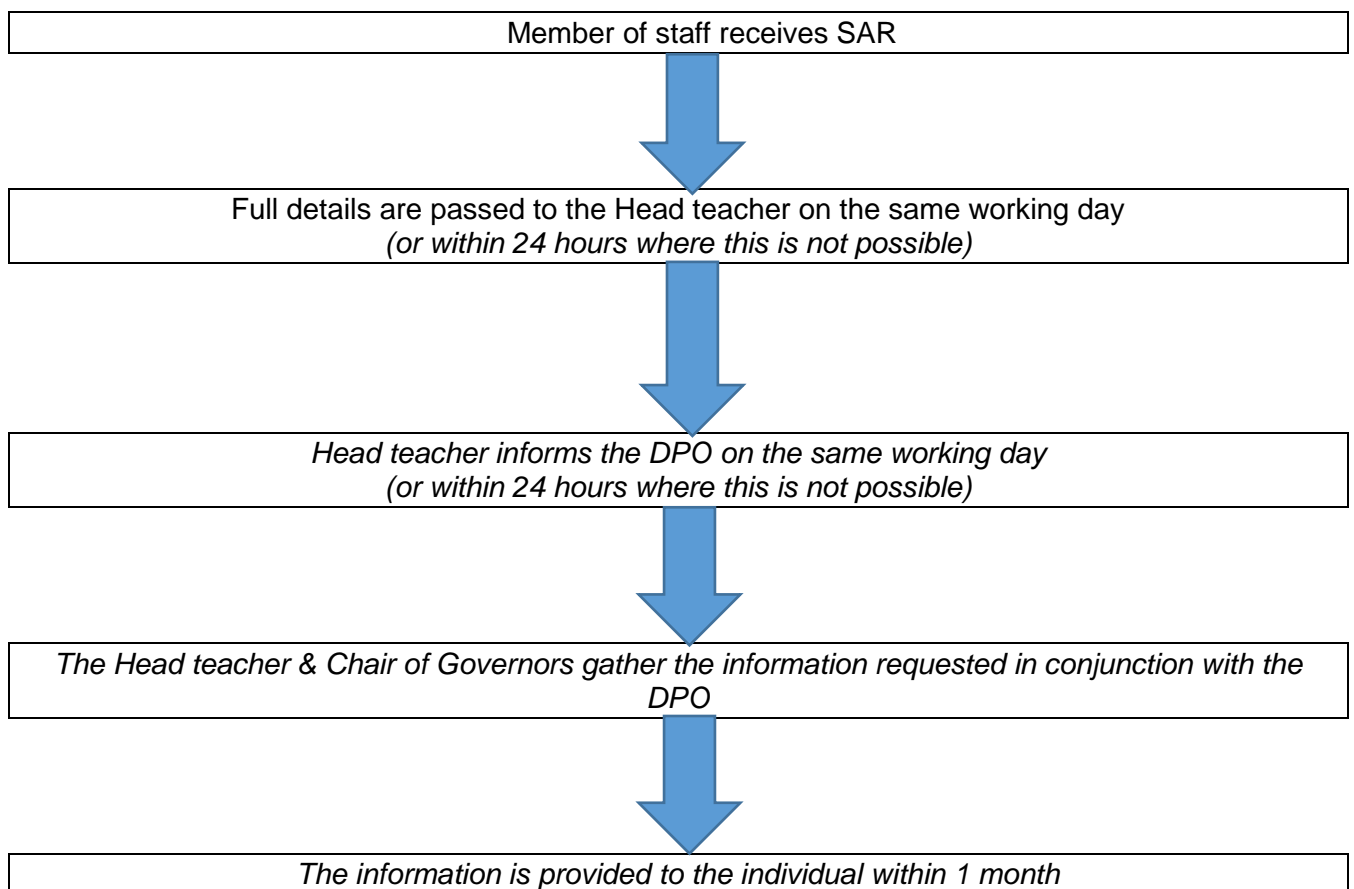 Member of staff receives SAR
Full details are passed to the Head teacher on the same working day
(or within 24 hours where this is not possible)
Head teacher informs the DPO on the same working day
(or within 24 hours where this is not possible)
The Head teacher & Chair of Governors gather the information requested in conjunction with the
DPO
The information is provided to the individual within 1 month